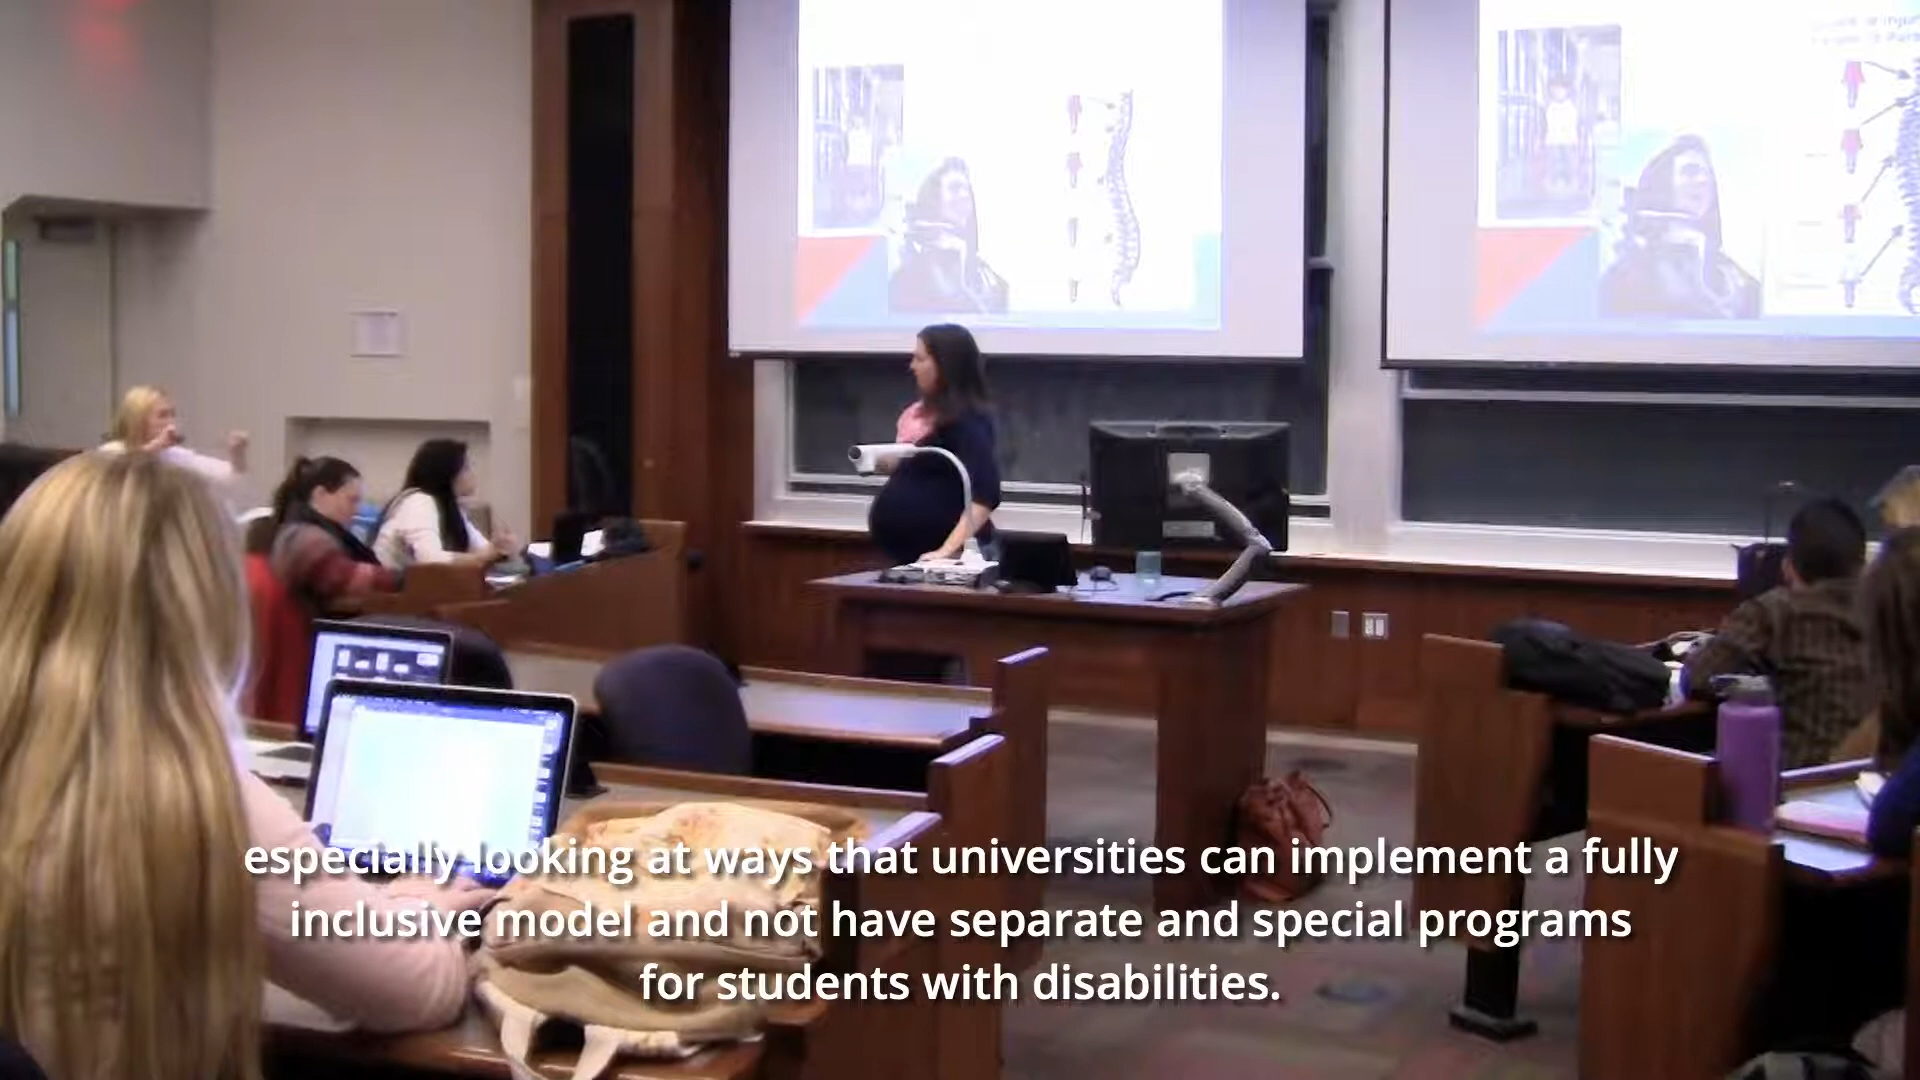 especially looking at ways that universities can implement a fully
inclusive model and not have separate and special programs
for students with disabilities.